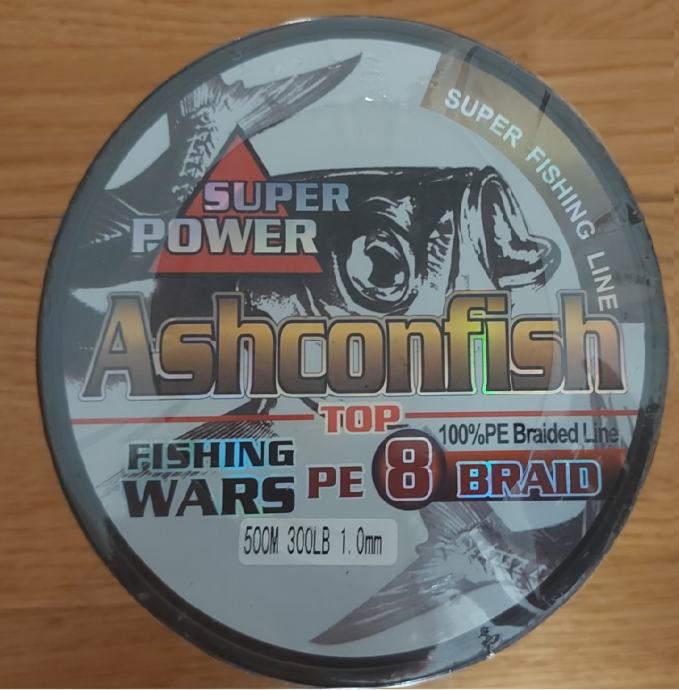 SUPER FISHING LINE
SUPER
POWER
Ashconfish
TOP
100%PE Braided Line
FISHING
WARS
PE 8 BRAID
500M 300LB 1.0mm